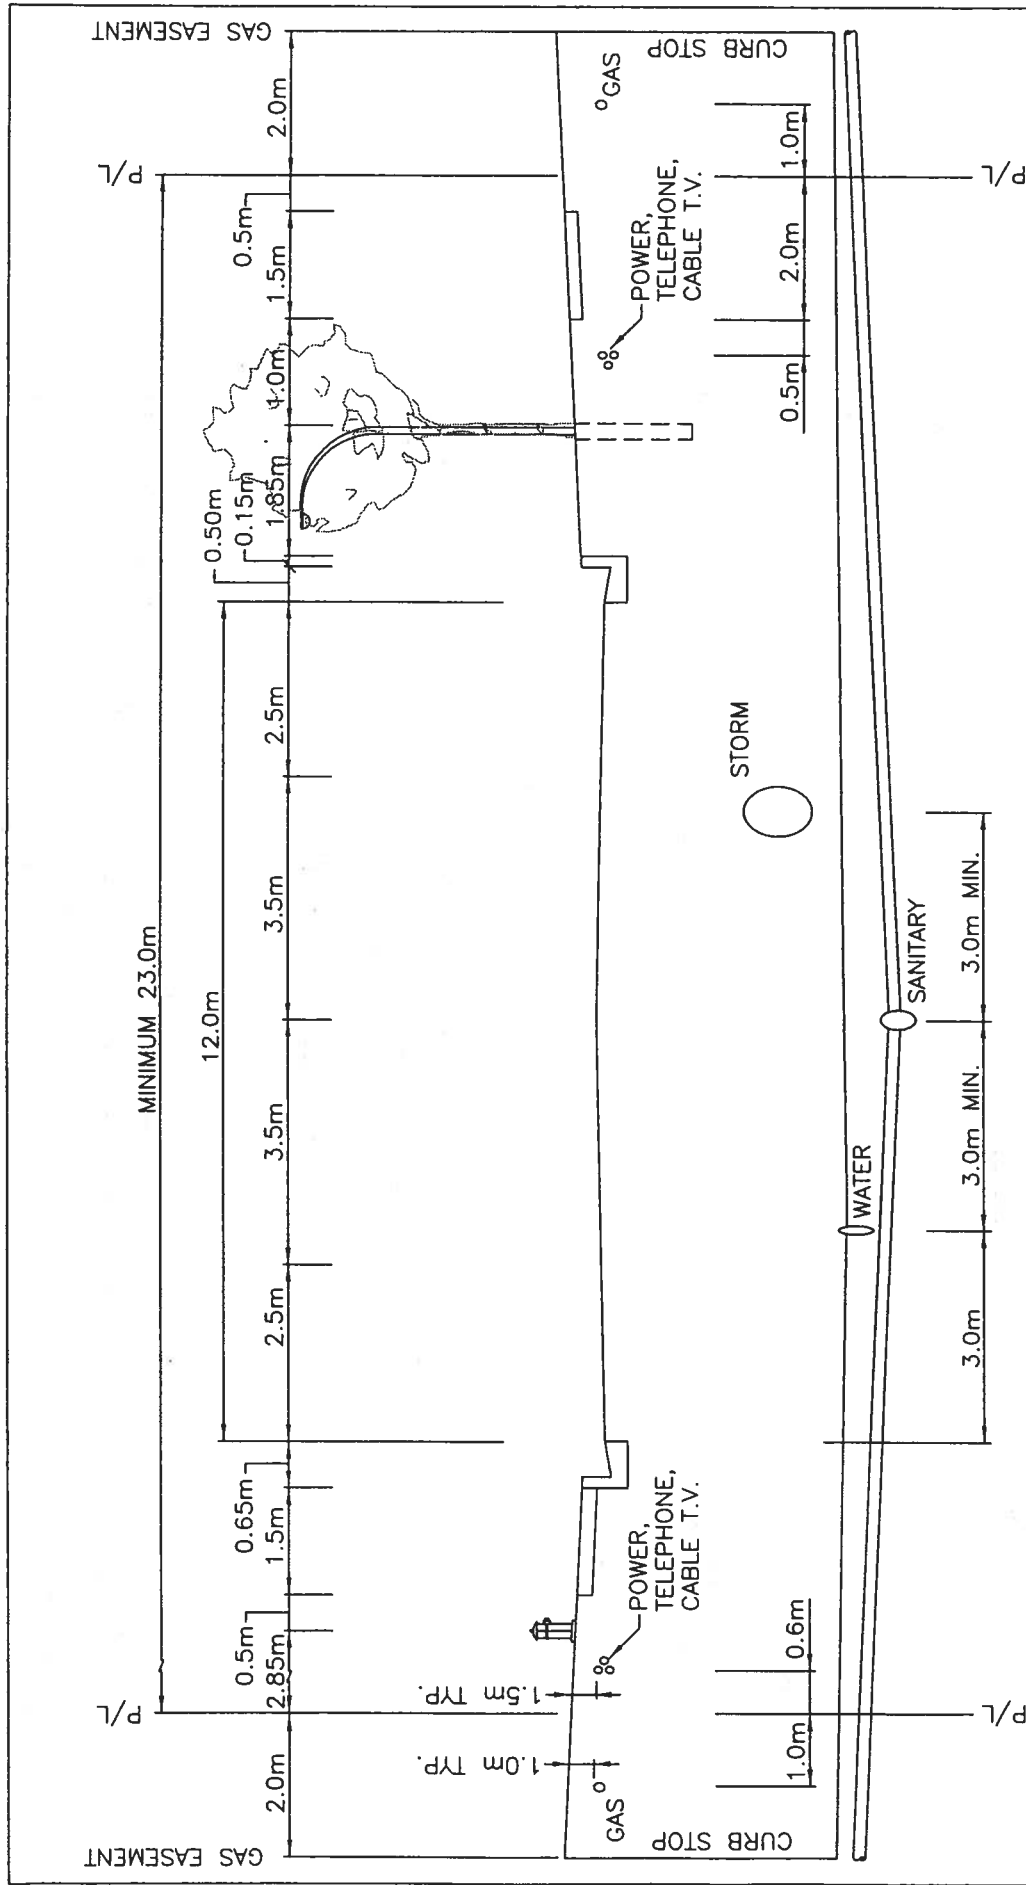 GAS EASEMENT
P/L
MINIMUM 23.0m
P/L
GAS EASEMENT
12.0m
0.50m
0.15m
0.5m
0.65m
0.5m
2.0m
2.85m
1.5m
2.5m
3.5m
3.5m
2.5m
1.85m
1.0m
1.5m
2.0m
1.0m TYP.
1.5m TYP.
GAS
POWER,
TELEPHONE,
CABLE T.V.
CURB STOP
POWER,
TELEPHONE,
CABLE T.V.
GAS
CURB STOP
STORM
WATER
SANITARY
1.0m
0.6m
0.5m
2.0m
1.0m
3.0m
3.0m MIN.
3.0m MIN.
P/L
P/L